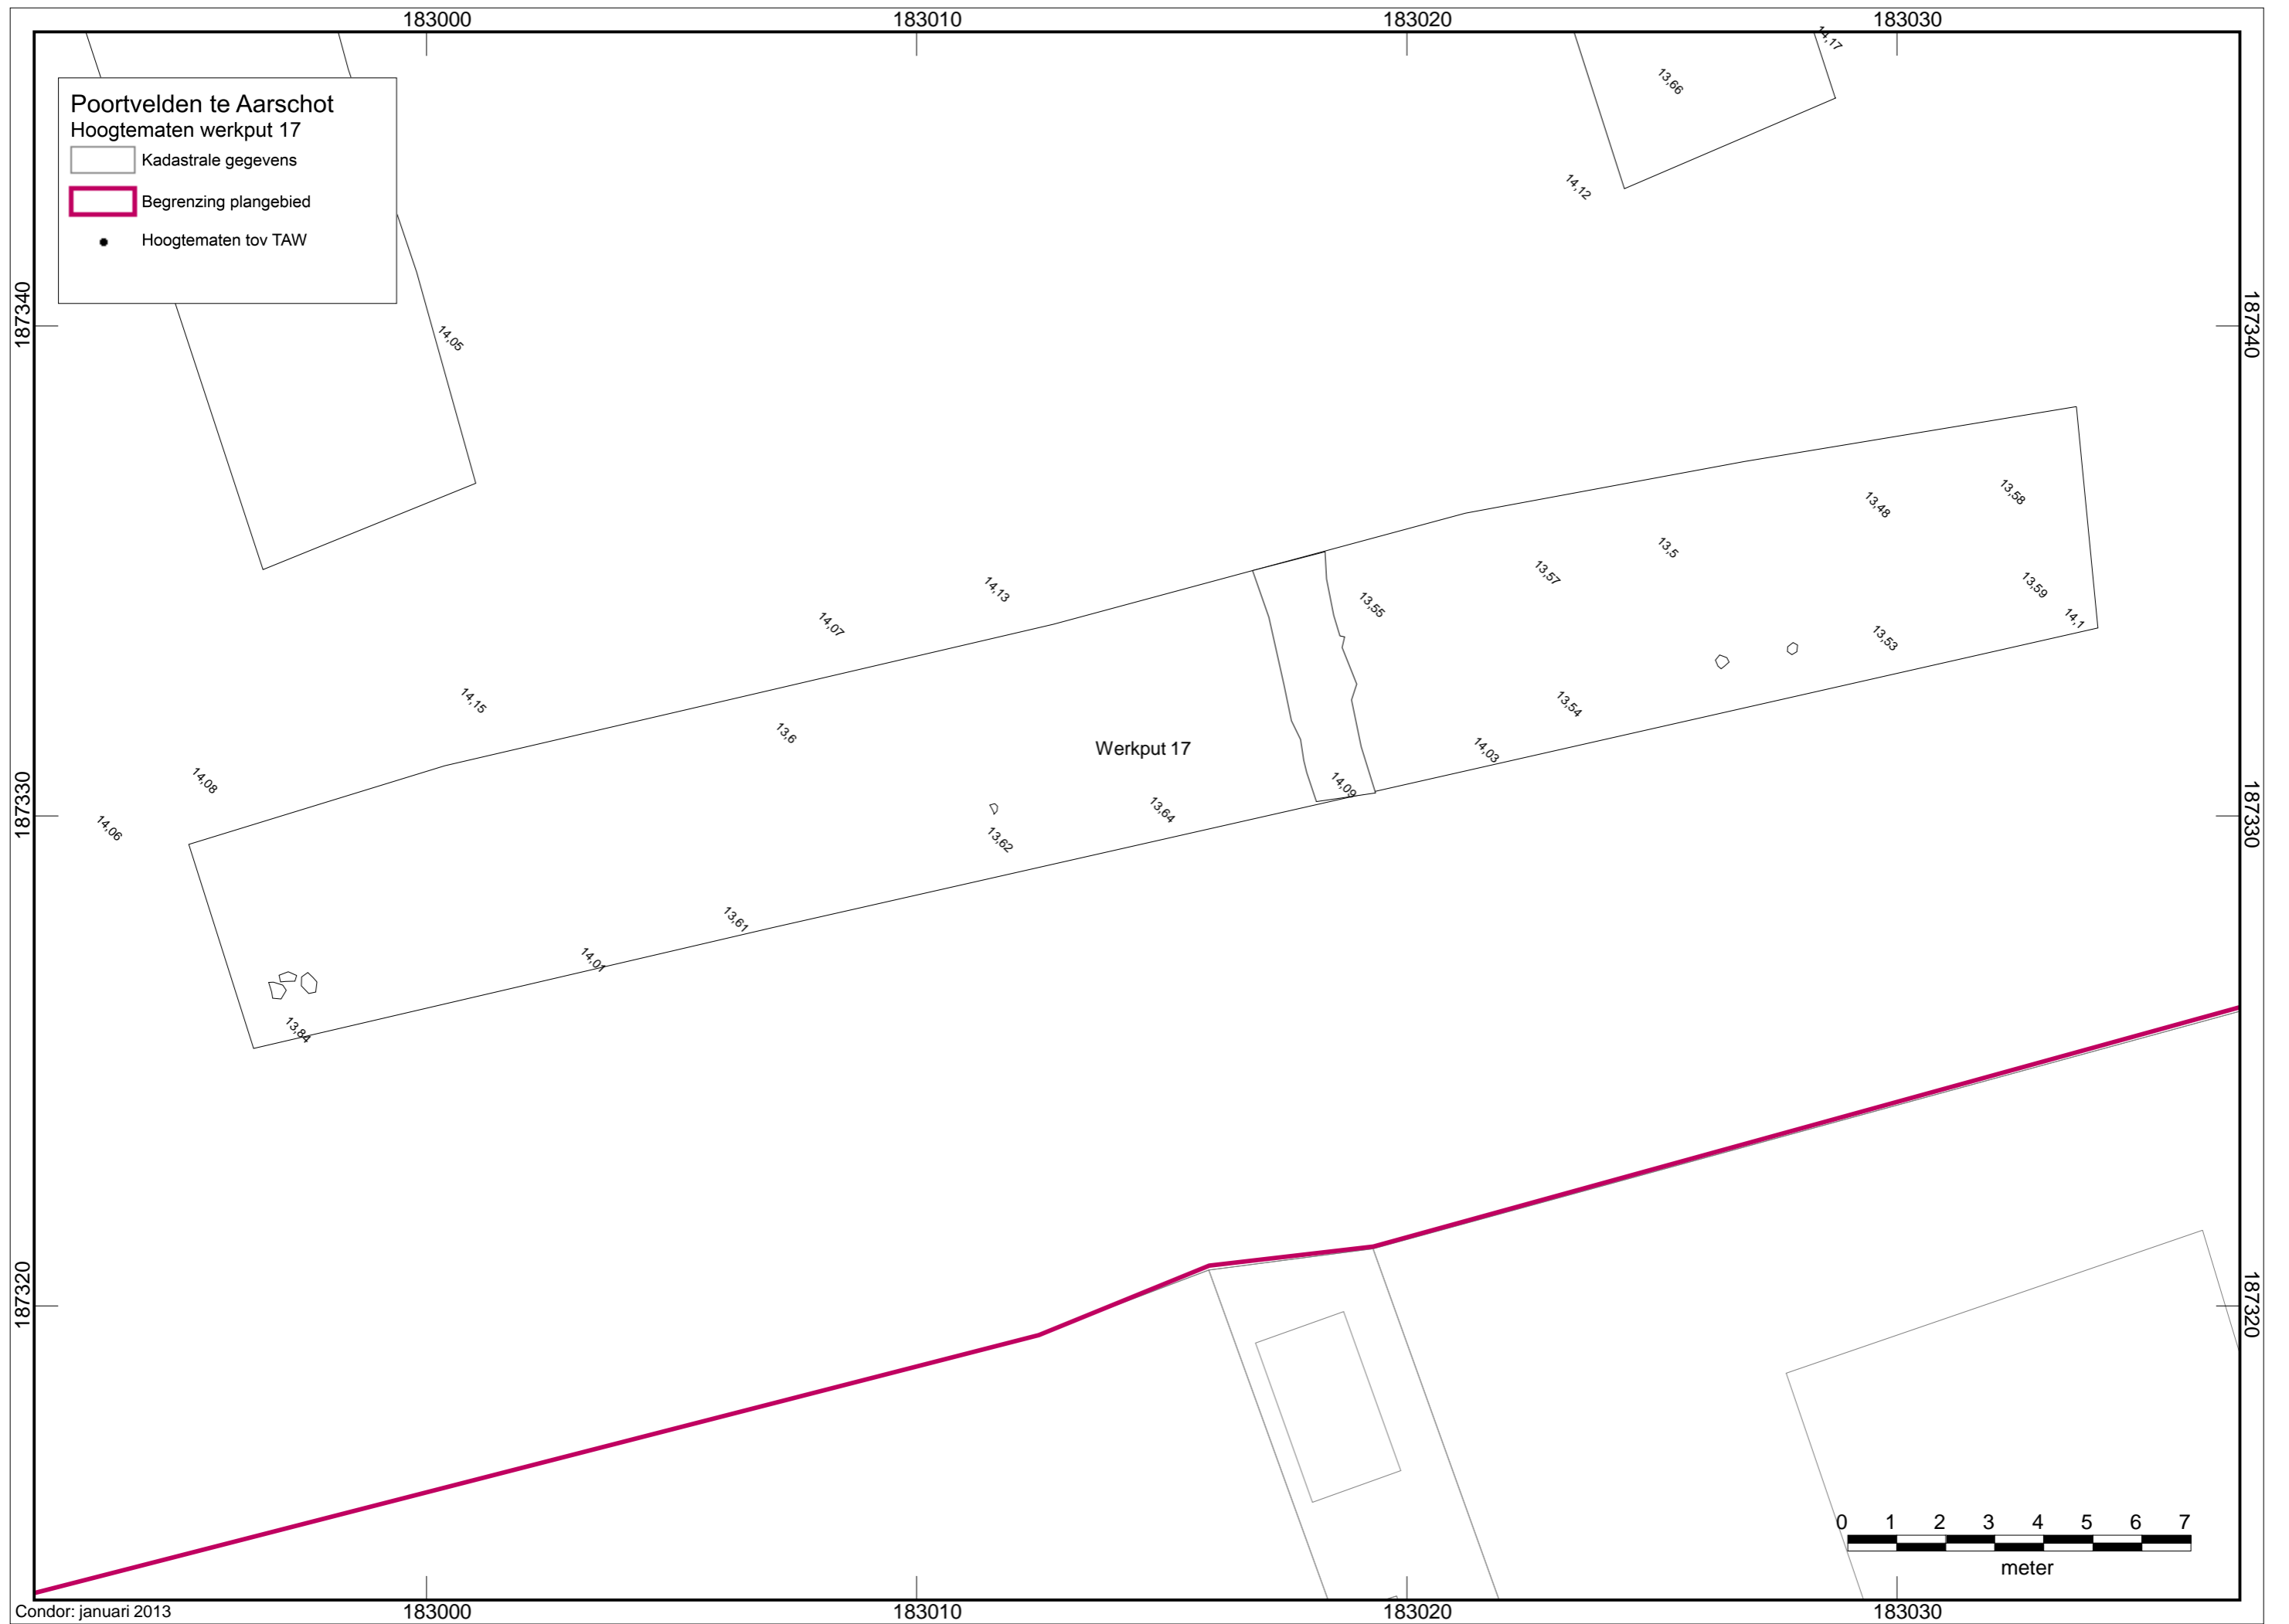 183000 183010 183020 183030
Poortvelden te Aarschot
Hoogtematen werkput 17
Kadastrale gegevens
Begrenzing plangebied
Hoogtematen tov TAW
14,17
13,66
14,12
187340 187340
14,05
13,58
13,48
13,5
13,57
13,59
14,13
13,55
14,1
14,07
13,53
14,15
13,54
13,6
Werkput 17
14,03
14,08
14,09
13,64
187330 187330
14,06
13,62
13,61
14,01
13,84
187320 187320
0 1 2 3 4 5 6 7
meter
Condor: januari 2013
183000 183010 183020 183030